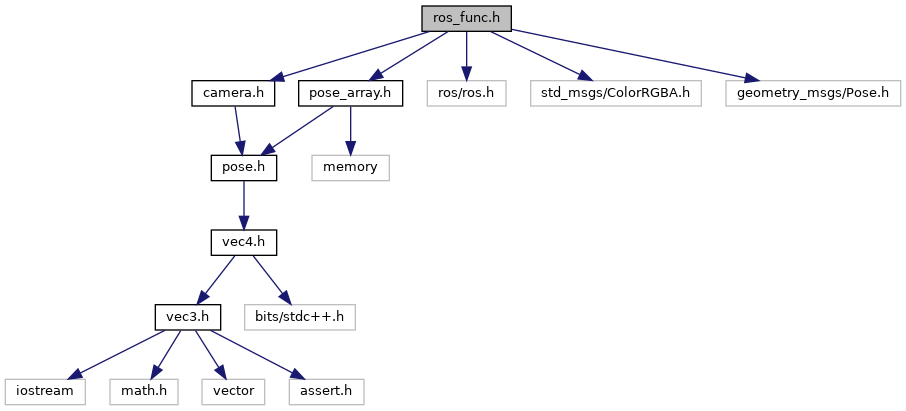 ros_func.h
camera.h
pose_array.h
ros/ros.h
std_msgs/ColorRGBA.h
geometry_msgs/Pose.h
pose.h
memory
vec4.h
vec3.h
bits/stdc++.h
iostream
math.h
vector
assert.h